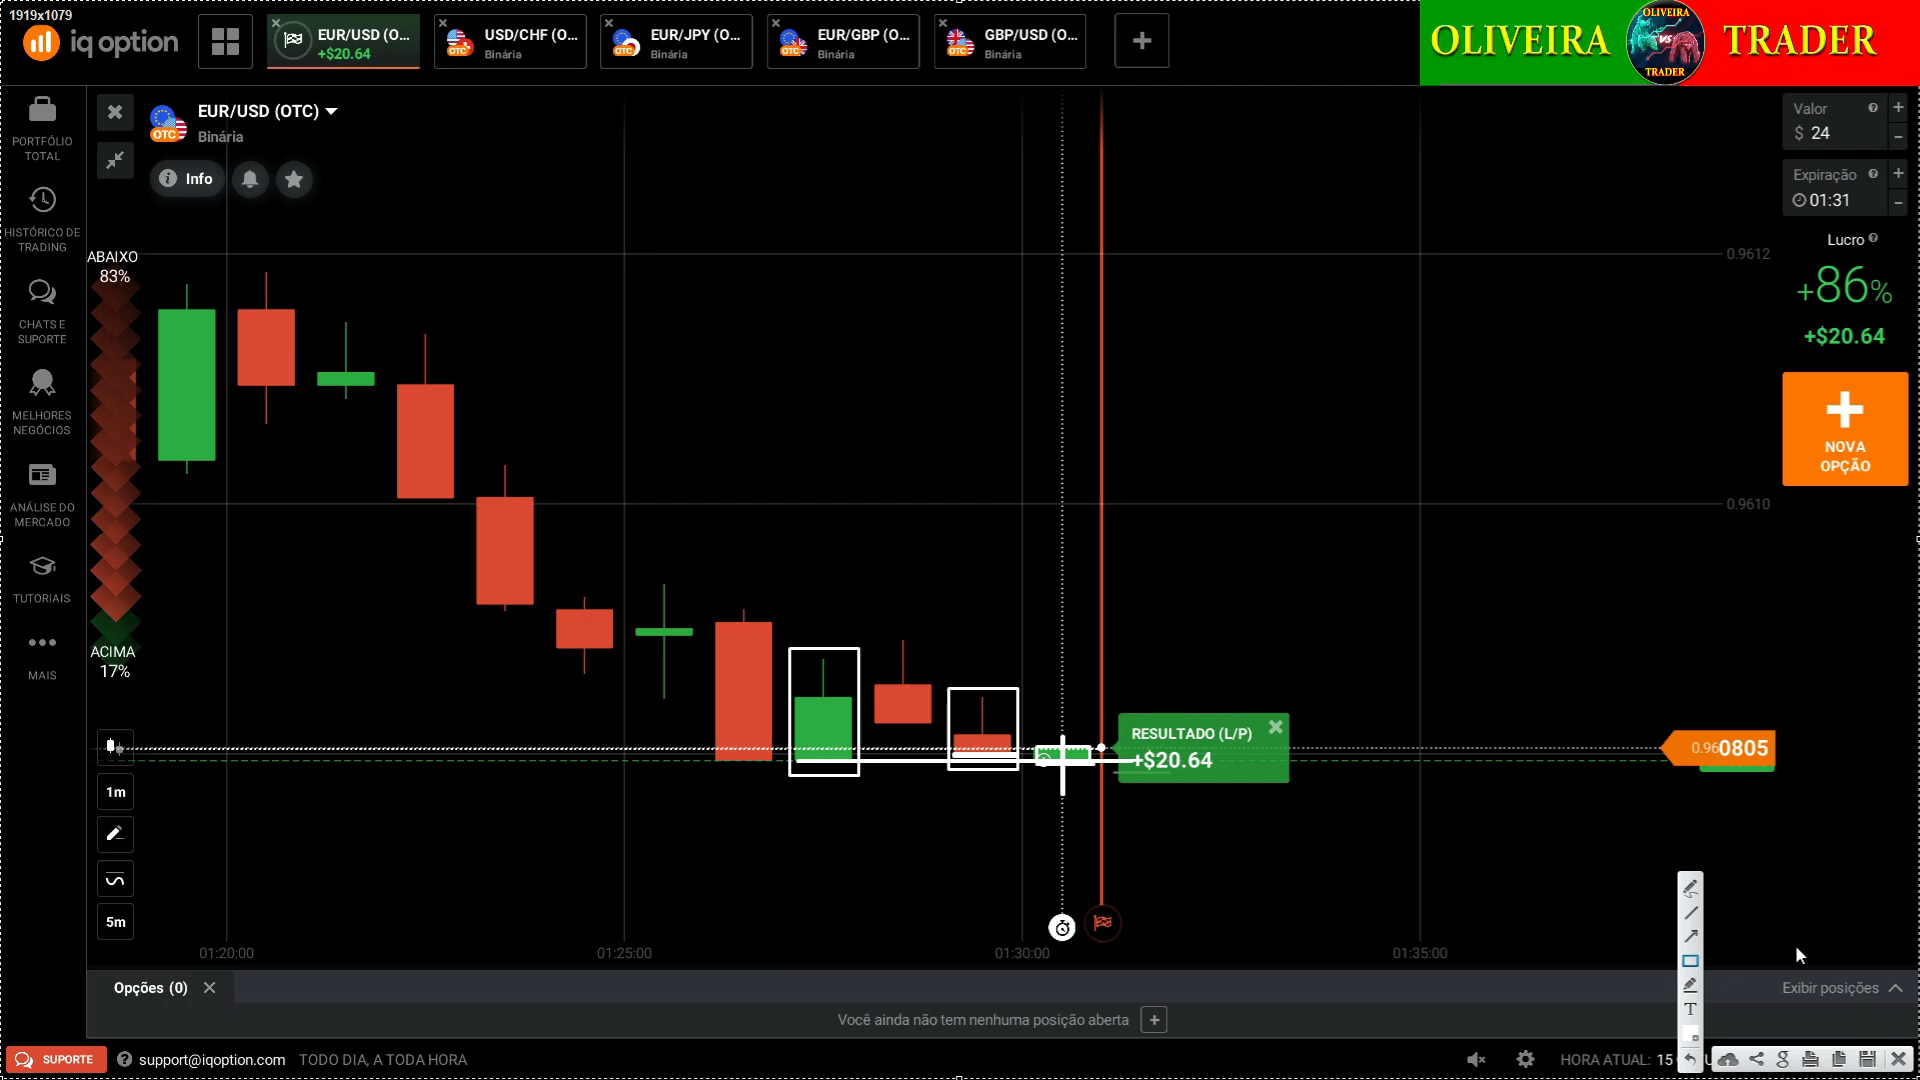 1919x1079
iq option
EUR/USD (O...
+$20.64
USD/CHF (O...
Binária
EUR/JPY (O...
Binária
EUR/GBP (O...
Binária
GBP/USD (O...
Binária
OLIVEIRA
OLIVEIRA
VS
TRADER
TRADER
PORTFÓLIO
TOTAL
HISTÓRICO DE
TRADING
CHATS E
SUPORTE
MELHORES
NEGÓCIOS
ANÁLISE DO
MERCADO
TUTORIAIS
MAIS
EUR/USD (OTC)
OTC
Binária
Info
ABAIXO
83%
ACIMA
17%
1m
5m
0.9612
0.9610
RESULTADO (L/P)
+$20.64
0.960805
01:20:00
01:25:00
01:30:00
01:35:00
Valor
$ 24
Expiração
01:31
Lucro
+86%
+$20.64
NOVA
OPÇÃO
Opções (0)
Exibir posições
Você ainda não tem nenhuma posição aberta
SUPORTE
support@iqoption.com
TODO DIA, A TODA HORA
HORA ATUAL: 15